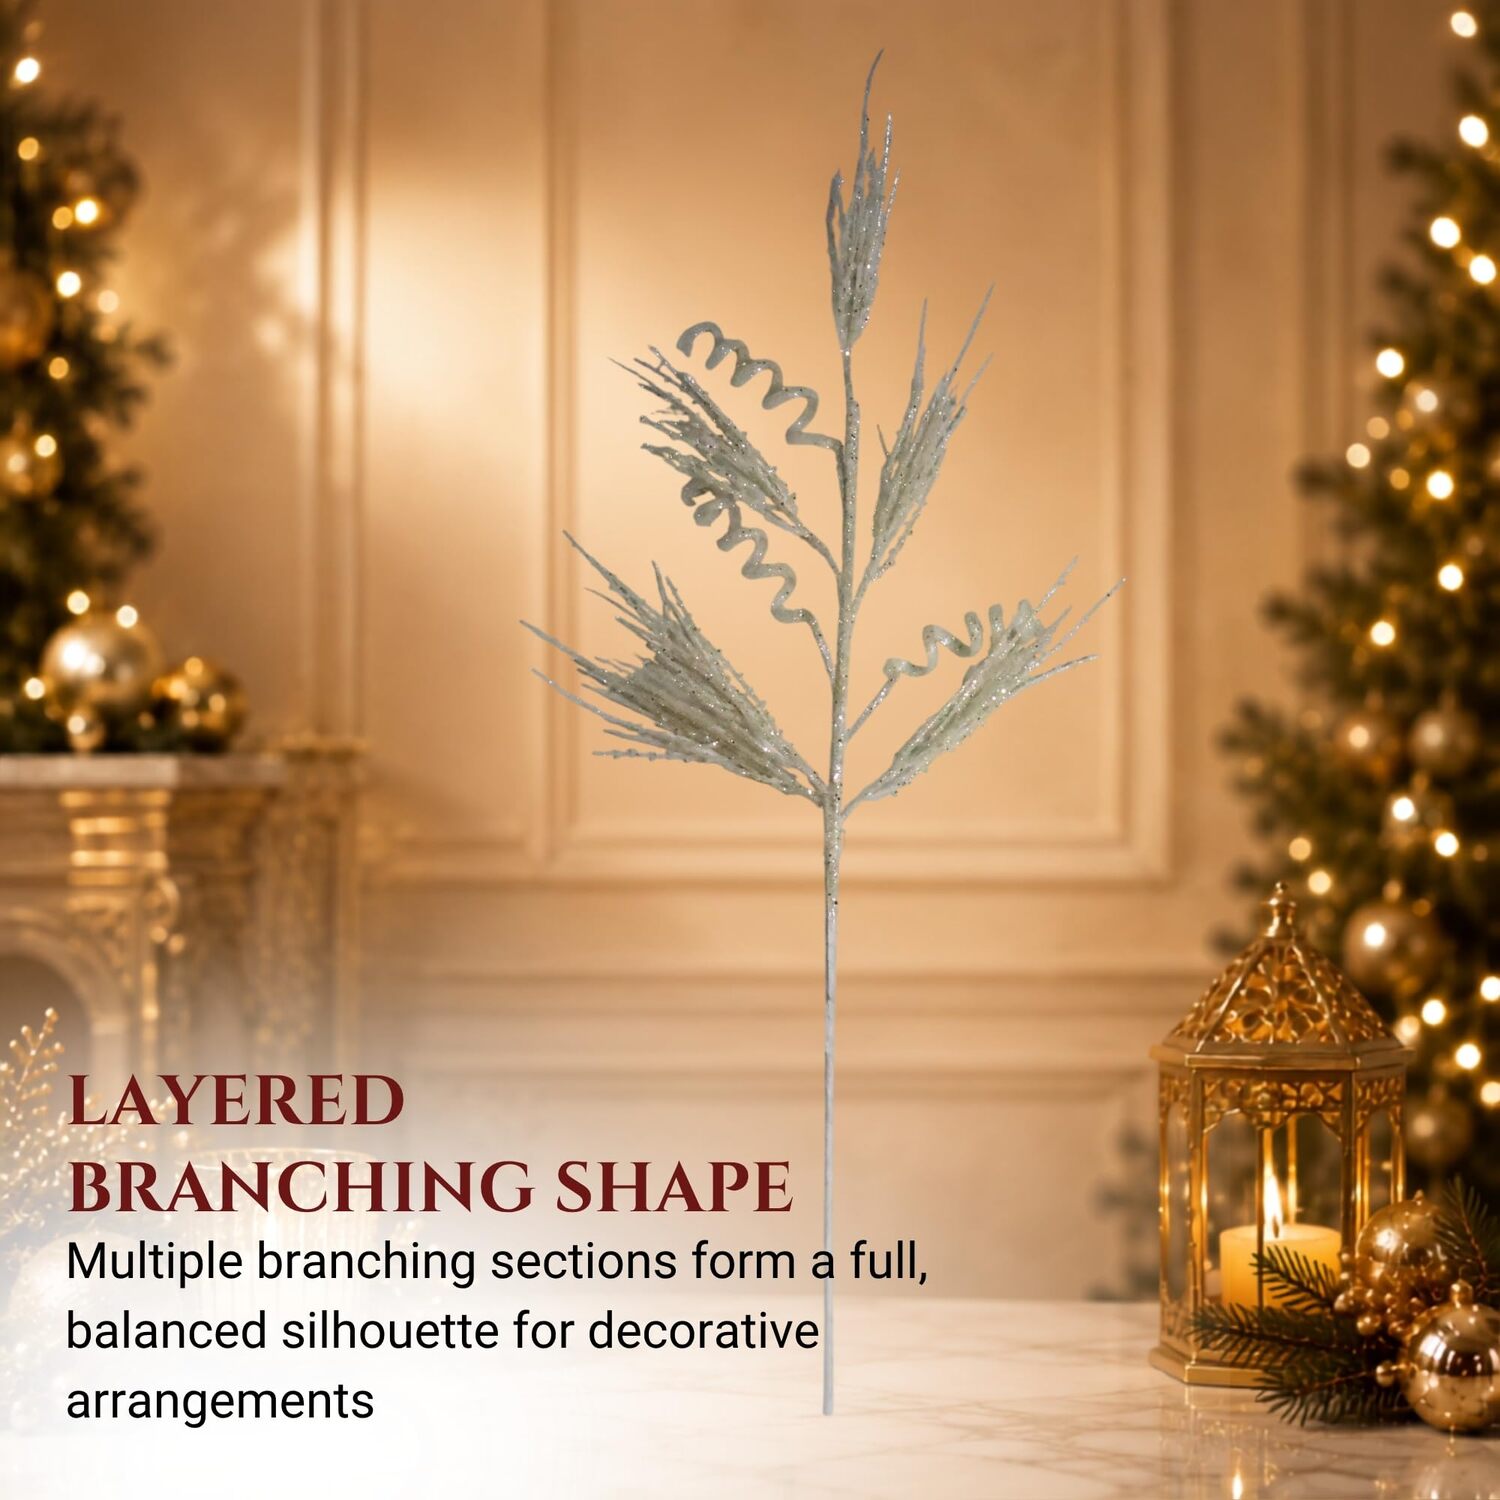 LAYERED
BRANCHING SHAPE
Multiple branching sections form a full,
balanced silhouette for decorative
arrangements